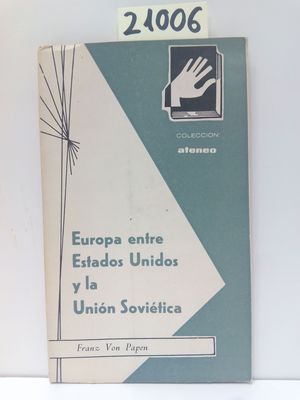 21006
COLECCION:
ateneo
Europa entre
Estados Unidos
y la
Unión Soviética
Franz Von Papen